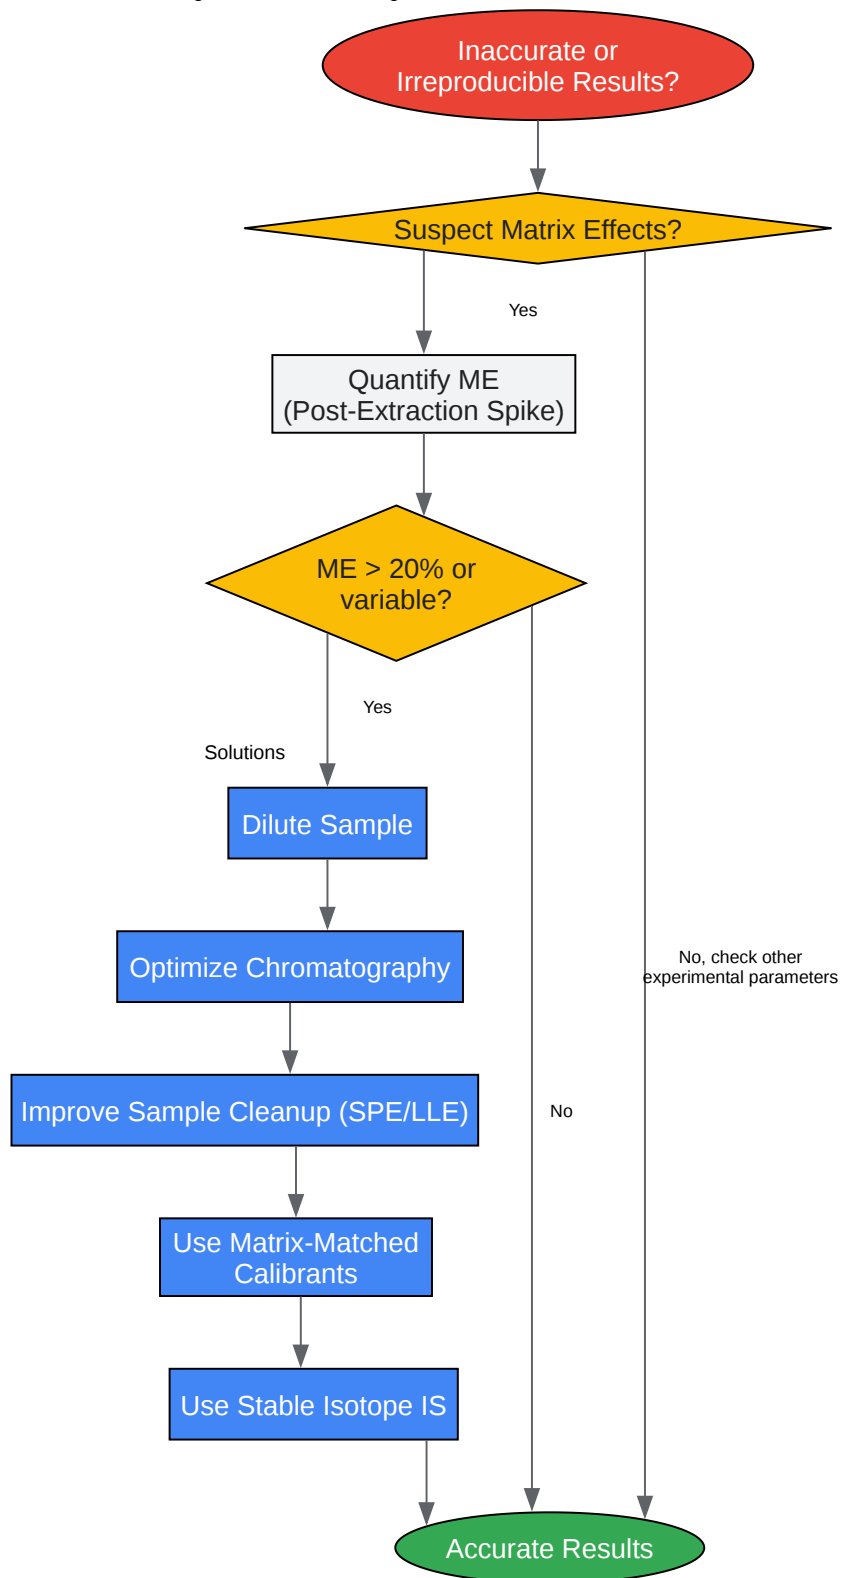 Inaccurate or
Irreproducible Results?
Suspect Matrix Effects?
Yes
Quantify ME
(Post-Extraction Spike)
ME > 20% or
variable?
Yes
Solutions
Dilute Sample
Optimize Chromatography
No, check other
experimental parameters
Improve Sample Cleanup (SPE/LLE)
No
Use Matrix-Matched
Calibrants
Use Stable Isotope IS
Accurate Results